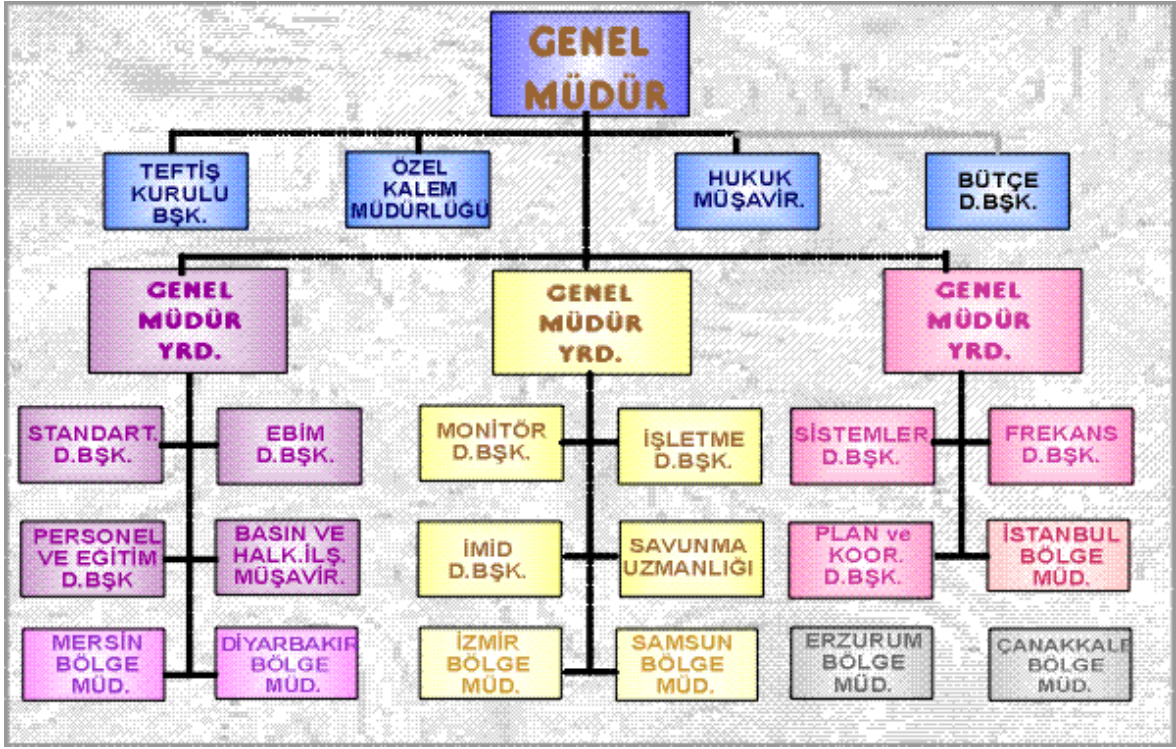 GENEL
MÜDÜR
TEFTİŞ
KURULU
BŞK.
ÖZEL
KALEM
MÜDÜRLÜĞÜ
HUKUK
MÜŞAVİR.
BÜTÇE
D.BŞK.
GENEL
MÜDÜR
YRD.
GENEL
MÜDÜR
YRD.
GENEL
MÜDÜR
YRD.
STANDART.
D.BŞK.
EBİM
D.BŞK.
MONİTÖR
D.BŞK.
İŞLETME
D.BŞK.
SİSTEMLER
D.BŞK.
FREKANS
D.BŞK.
PERSONEL
VE EĞİTİM
D.BŞK
BASIN VE
HALK.İLŞ.
MÜŞAVİR.
İMİD
D.BŞK.
SAVUNMA
UZMANLIĞI
PLAN ve
KOOR.
D.BŞK.
İSTANBUL
BÖLGE
MÜD.
MERSİN
BÖLGE
MÜD.
DİYARBAKIR
BÖLGE
MÜD.
İZMİR
BÖLGE
MÜD.
SAMSUN
BÖLGE
MÜD.
ERZURUM
BÖLGE
MÜD.
ÇANAKKALE
BÖLGE
MÜD.